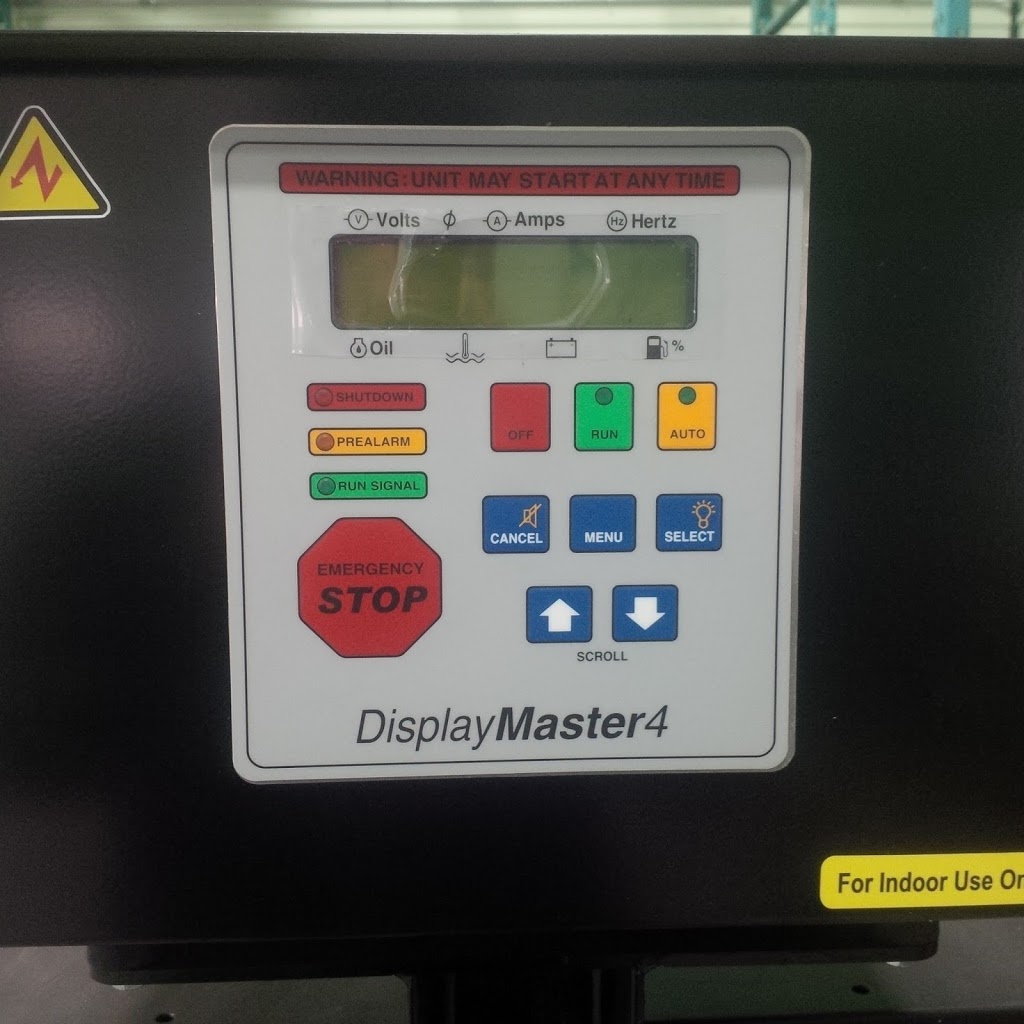 WARNING: UNIT MAY START AT ANY TIME
V Volts ϕ A Amps Hz Hertz
Oil %
SHUTDOWN
OFF RUN AUTO
PREALARM
RUN SIGNAL
CANCEL MENU SELECT
EMERGENCY
STOP
SCROLL
DisplayMaster4
For Indoor Use